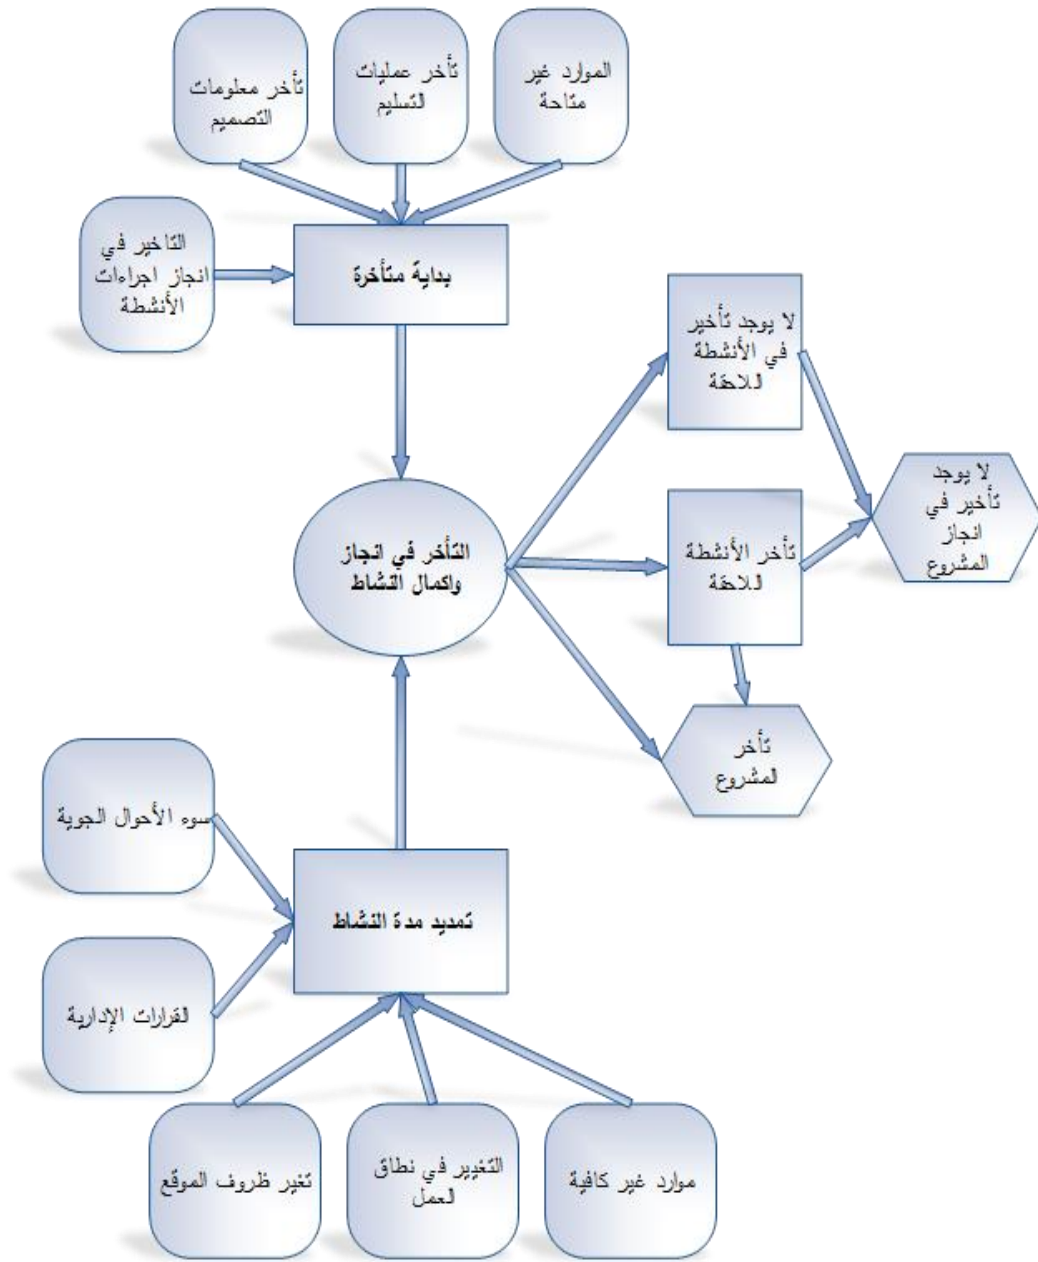 الموارد غير
متاحة
تأخر عمليات
التسليم
تأخر معلومات
التصميم
التاخير في
انجاز اجراءات
الأنشطة
بداية متأخرة
لا يوجد تأخير
في الأنشطة
اللاحقة
لا يوجد
تأخير في
انجاز
المشروع
تأخر الأنشطة
اللاحقة
التأخر في انجاز
واكمال النشاط
تأخر
المشروع
سوء الأحوال الجوية
تمديد مدة النشاط
القرارات الإدارية
موارد غير كافية
التغيير في نطاق
العمل
تغير ظروف الموقع